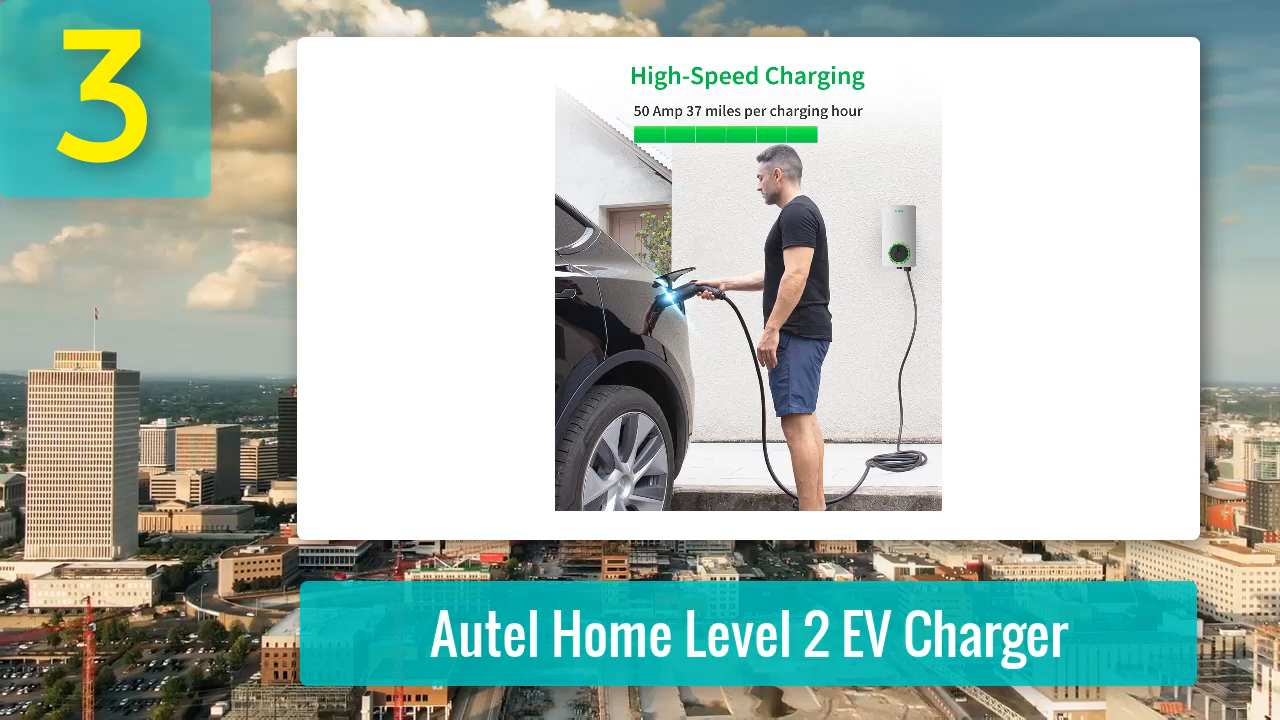 3
High-Speed Charging
50 Amp 37 miles per charging hour
Autel Home Level 2 EV Charger